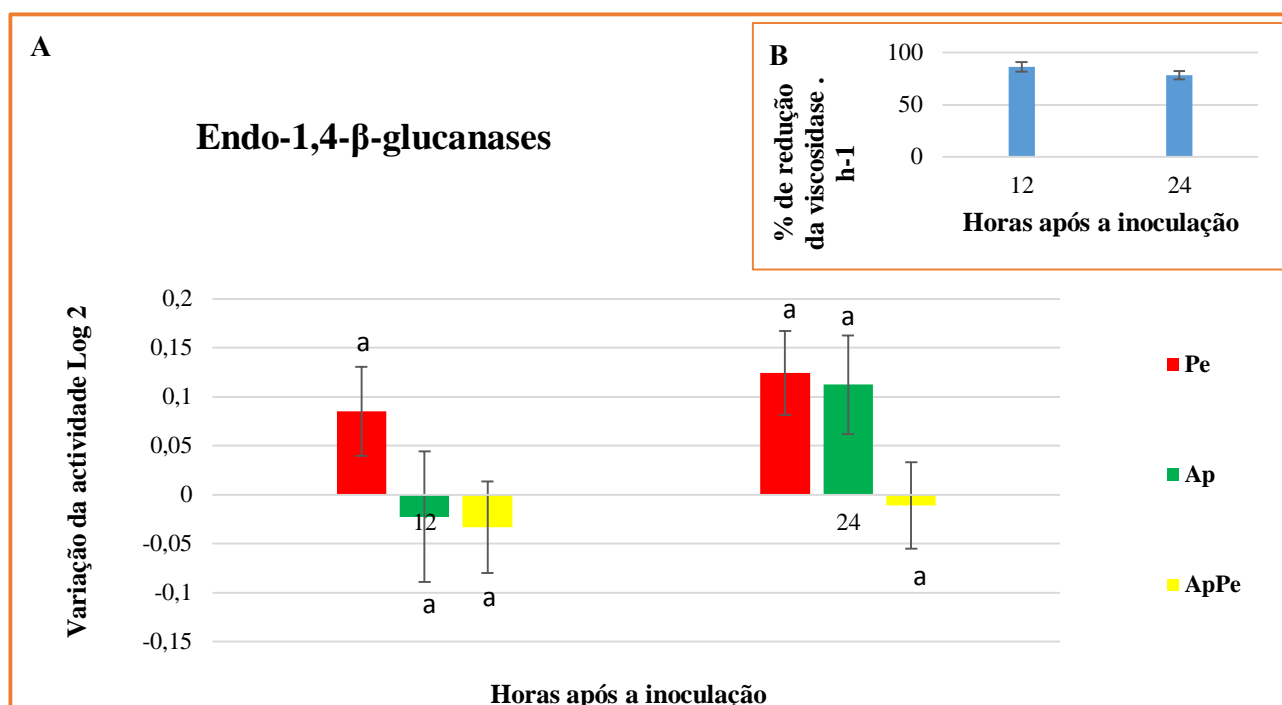 A
Endo-1,4-β-glucanases
B
% de redução
da viscosidase .
h-1
100
50
0
12
24
Horas após a inoculação
Variação da actividade Log 2
0,2
0,15
0,1
0,05
0
-0,05
-0,1
-0,15
a
a
a
a
a
a
12
24
Horas após a inoculação
Pe
Ap
ApPe